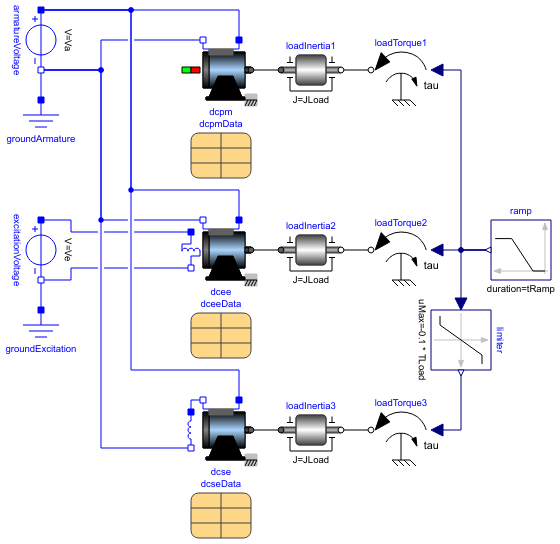 armatureVoltage
+
-
V=Va
groundArmature
dcpm
dcpmData
loadInertia1
J=JLoad
loadTorque1
tau
excitationVoltage
+
-
V=Ve
groundExcitation
dcee
dceeData
loadInertia2
J=JLoad
loadTorque2
tau
ramp
duration=tRamp
uMax=-0.1 * TLoad
limiter
dcse
dcseData
loadInertia3
J=JLoad
loadTorque3
tau